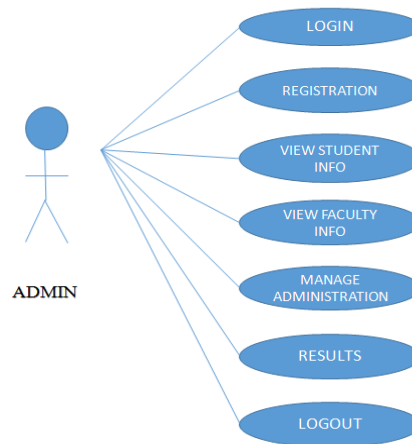 LOGIN
REGISTRATION
VIEW STUDENT
INFO
VIEW FACULTY
INFO
ADMIN
MANAGE
ADMINISTRATION
RESULTS
LOGOUT